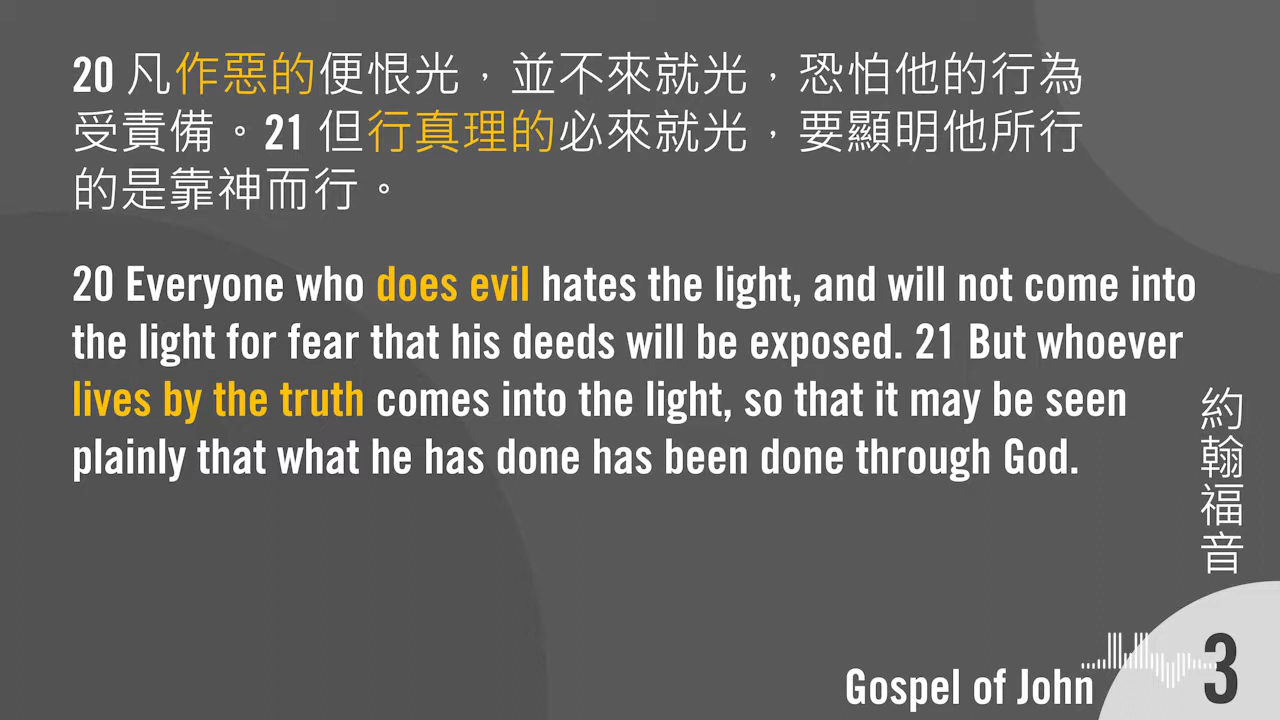 20 凡作惡的便恨光，並不來就光，恐怕他的行為
受責備。21 但行真理的必來就光，要顯明他所行
的是靠神而行。
20 Everyone who does evil hates the light, and will not come into
the light for fear that his deeds will be exposed. 21 But whoever
lives by the truth comes into the light, so that it may be seen
plainly that what he has done has been done through God.
約翰福音
Gospel of John
3